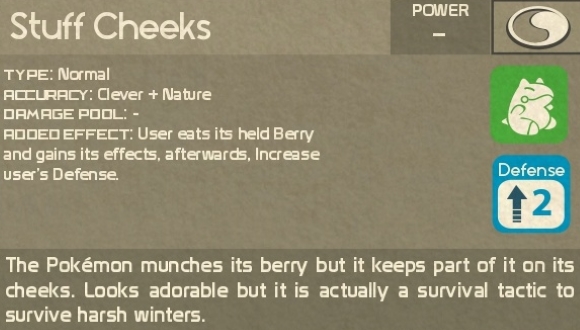 Stuff Cheeks
POWER
–
TYPE: Normal
ACCURACY: Clever + Nature
DAMAGE POOL: -
ADDED EFFECT: User eats its held Berry
and gains its effects, afterwards, Increase
user's Defense.
Defense
2
The Pokémon munches its berry but it keeps part of it on its
cheeks. Looks adorable but it is actually a survival tactic to
survive harsh winters.